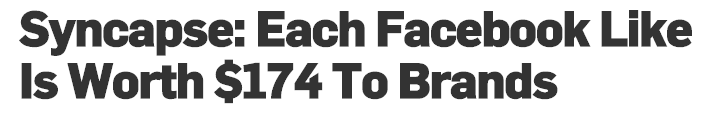 Syncapse: Each Facebook Like
Is Worth $174 To Brands